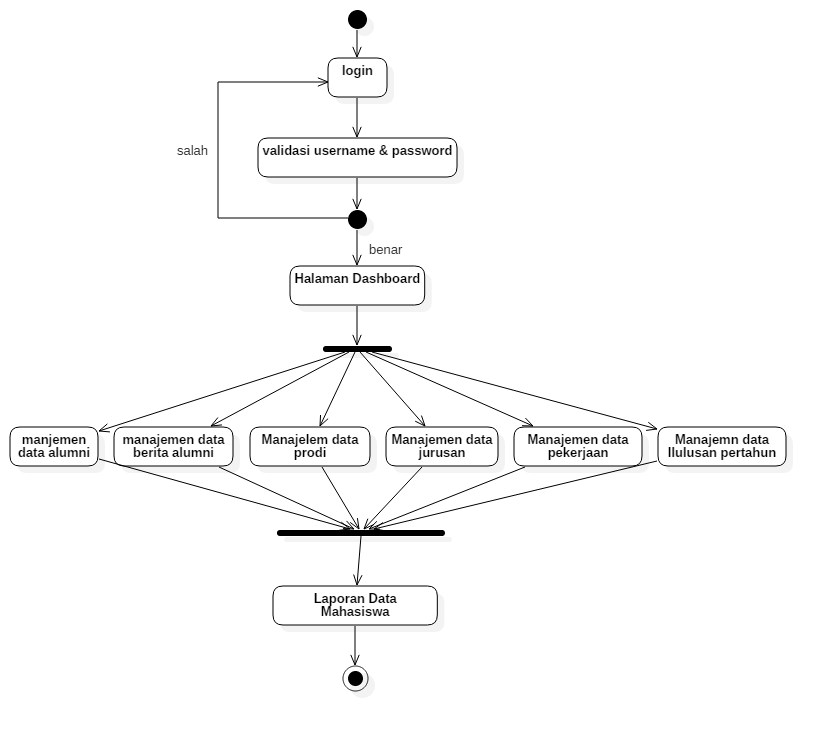 login
salah
validasi username & password
benar
Halaman Dashboard
manjemen
data alumni
manajemen data
berita alumni
Manajelem data
prodi
Manajemen data
jurusan
Manajemen data
pekerjaan
Manajemn data
llulusan pertahun
Laporan Data
Mahasiswa